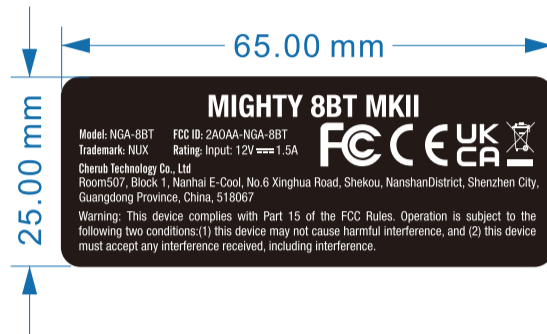 65.00 mm
25.00 mm
MIGHTY 8BT MKII
Model: NGA-8BT FCC ID: 2AOAA-NGA-8BT
Trademark: NUX Rating: Input: 12V⎓1.5A
FC CE UK CA
Cherub Technology Co., Ltd
Room507, Block 1, Nanhai E-Cool, No.6 Xinghua Road, Shekou, NanshanDistrict, Shenzhen City,
Guangdong Province, China, 518067
Warning: This device complies with Part 15 of the FCC Rules. Operation is subject to the
following two conditions:(1) this device may not cause harmful interference, and (2) this device
must accept any interference received, including interference.